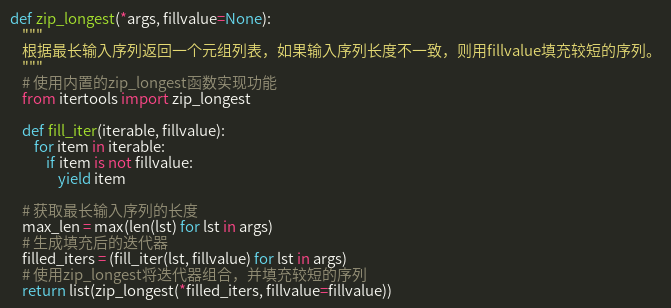 def zip_longest(*args, fillvalue=None):
"""
根据最长输入序列返回一个元组列表，如果输入序列长度不一致，则用fillvalue填充较短的序列。
"""
# 使用内置的zip_longest函数实现功能
from itertools import zip_longest
def fill_iter(iterable, fillvalue):
for item in iterable:
if item is not fillvalue:
yield item
# 获取最长输入序列的长度
max_len = max(len(lst) for lst in args)
# 生成填充后的迭代器
filled_iters = (fill_iter(lst, fillvalue) for lst in args)
# 使用zip_longest将迭代器组合，并填充较短的序列
return list(zip_longest(*filled_iters, fillvalue=fillvalue))